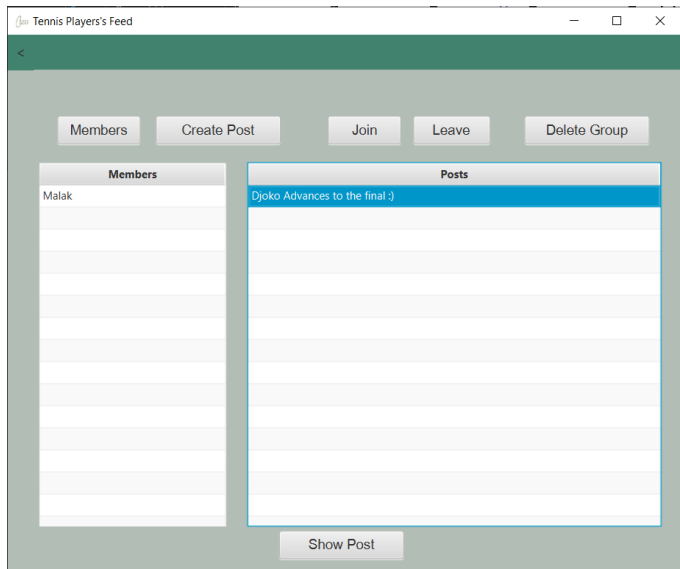 Tennis Players's Feed
<
Members Create Post Join Leave Delete Group
Members Posts
Malak Djoko Advances to the final :)
Show Post